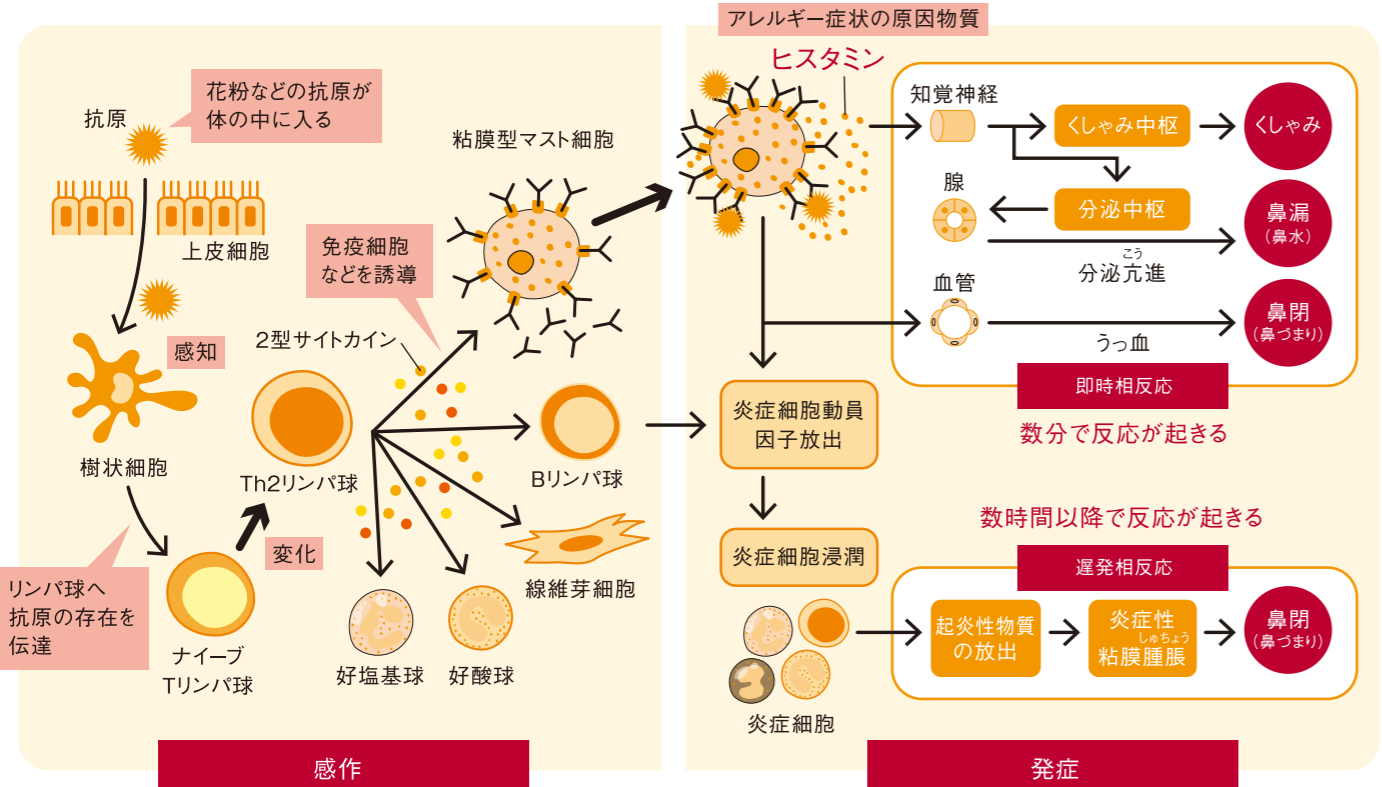 花粉などの抗原が
体の中に入る
抗原
上皮細胞
感知
樹状細胞
リンパ球へ
抗原の存在を
伝達
ナイーブ
Tリンパ球
変化
Th2リンパ球
2型サイトカイン
免疫細胞
などを誘導
粘膜型マスト細胞
Bリンパ球
線維芽細胞
好酸球
好塩基球
感作
アレルギー症状の原因物質
ヒスタミン
知覚神経
くしゃみ中枢
くしゃみ
腺
分泌中枢
鼻漏
(鼻水)
こう
分泌亢進
血管
うっ血
鼻閉
(鼻づまり)
即時相反応
数分で反応が起きる
炎症細胞動員
因子放出
炎症細胞浸潤
炎症細胞
数時間以降で反応が起きる
遅発相反応
起炎性物質
の放出
炎症性
しゅちょう
粘膜腫脹
鼻閉
(鼻づまり)
発症